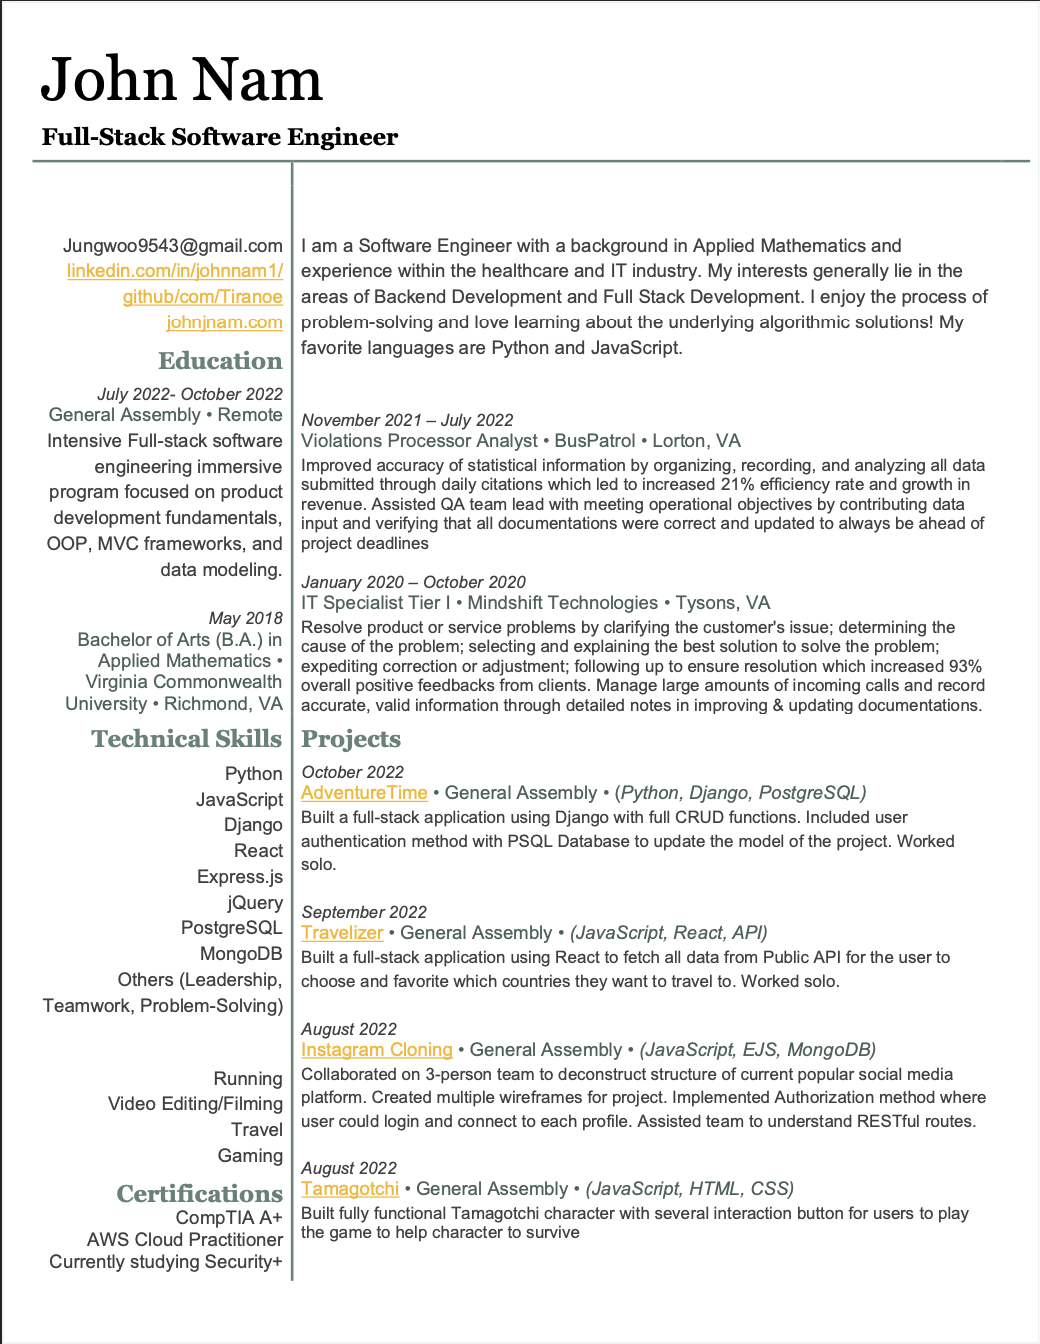 John Nam
Full-Stack Software Engineer
Jungwoo9543@gmail.com
linkedin.com/in/johnnam1/
github/com/Tiranoe
johnjnam.com
Education
July 2022- October 2022
General Assembly • Remote
Intensive Full-stack software
engineering immersive
program focused on product
development fundamentals,
OOP, MVC frameworks, and
data modeling.
May 2018
Bachelor of Arts (B.A.) in
Applied Mathematics •
Virginia Commonwealth
University • Richmond, VA
Technical Skills
Python
JavaScript
Django
React
Express.js
jQuery
PostgreSQL
MongoDB
Others (Leadership,
Teamwork, Problem-Solving)
Running
Video Editing/Filming
Travel
Gaming
Certifications
CompTIA A+
AWS Cloud Practitioner
Currently studying Security+
I am a Software Engineer with a background in Applied Mathematics and
experience within the healthcare and IT industry. My interests generally lie in the
areas of Backend Development and Full Stack Development. I enjoy the process of
problem-solving and love learning about the underlying algorithmic solutions! My
favorite languages are Python and JavaScript.
November 2021 – July 2022
Violations Processor Analyst • BusPatrol • Lorton, VA
Improved accuracy of statistical information by organizing, recording, and analyzing all data
submitted through daily citations which led to increased 21% efficiency rate and growth in
revenue. Assisted QA team lead with meeting operational objectives by contributing data
input and verifying that all documentations were correct and updated to always be ahead of
project deadlines
January 2020 – October 2020
IT Specialist Tier I • Mindshift Technologies • Tysons, VA
Resolve product or service problems by clarifying the customer's issue; determining the
cause of the problem; selecting and explaining the best solution to solve the problem;
expediting correction or adjustment; following up to ensure resolution which increased 93%
overall positive feedbacks from clients. Manage large amounts of incoming calls and record
accurate, valid information through detailed notes in improving & updating documentations.
Projects
October 2022
AdventureTime • General Assembly • (Python, Django, PostgreSQL)
Built a full-stack application using Django with full CRUD functions. Included user
authentication method with PSQL Database to update the model of the project. Worked
solo.
September 2022
Travelizer • General Assembly • (JavaScript, React, API)
Built a full-stack application using React to fetch all data from Public API for the user to
choose and favorite which countries they want to travel to. Worked solo.
August 2022
Instagram Cloning • General Assembly • (JavaScript, EJS, MongoDB)
Collaborated on 3-person team to deconstruct structure of current popular social media
platform. Created multiple wireframes for project. Implemented Authorization method where
user could login and connect to each profile. Assisted team to understand RESTful routes.
August 2022
Tamagotchi • General Assembly • (JavaScript, HTML, CSS)
Built fully functional Tamagotchi character with several interaction button for users to play
the game to help character to survive